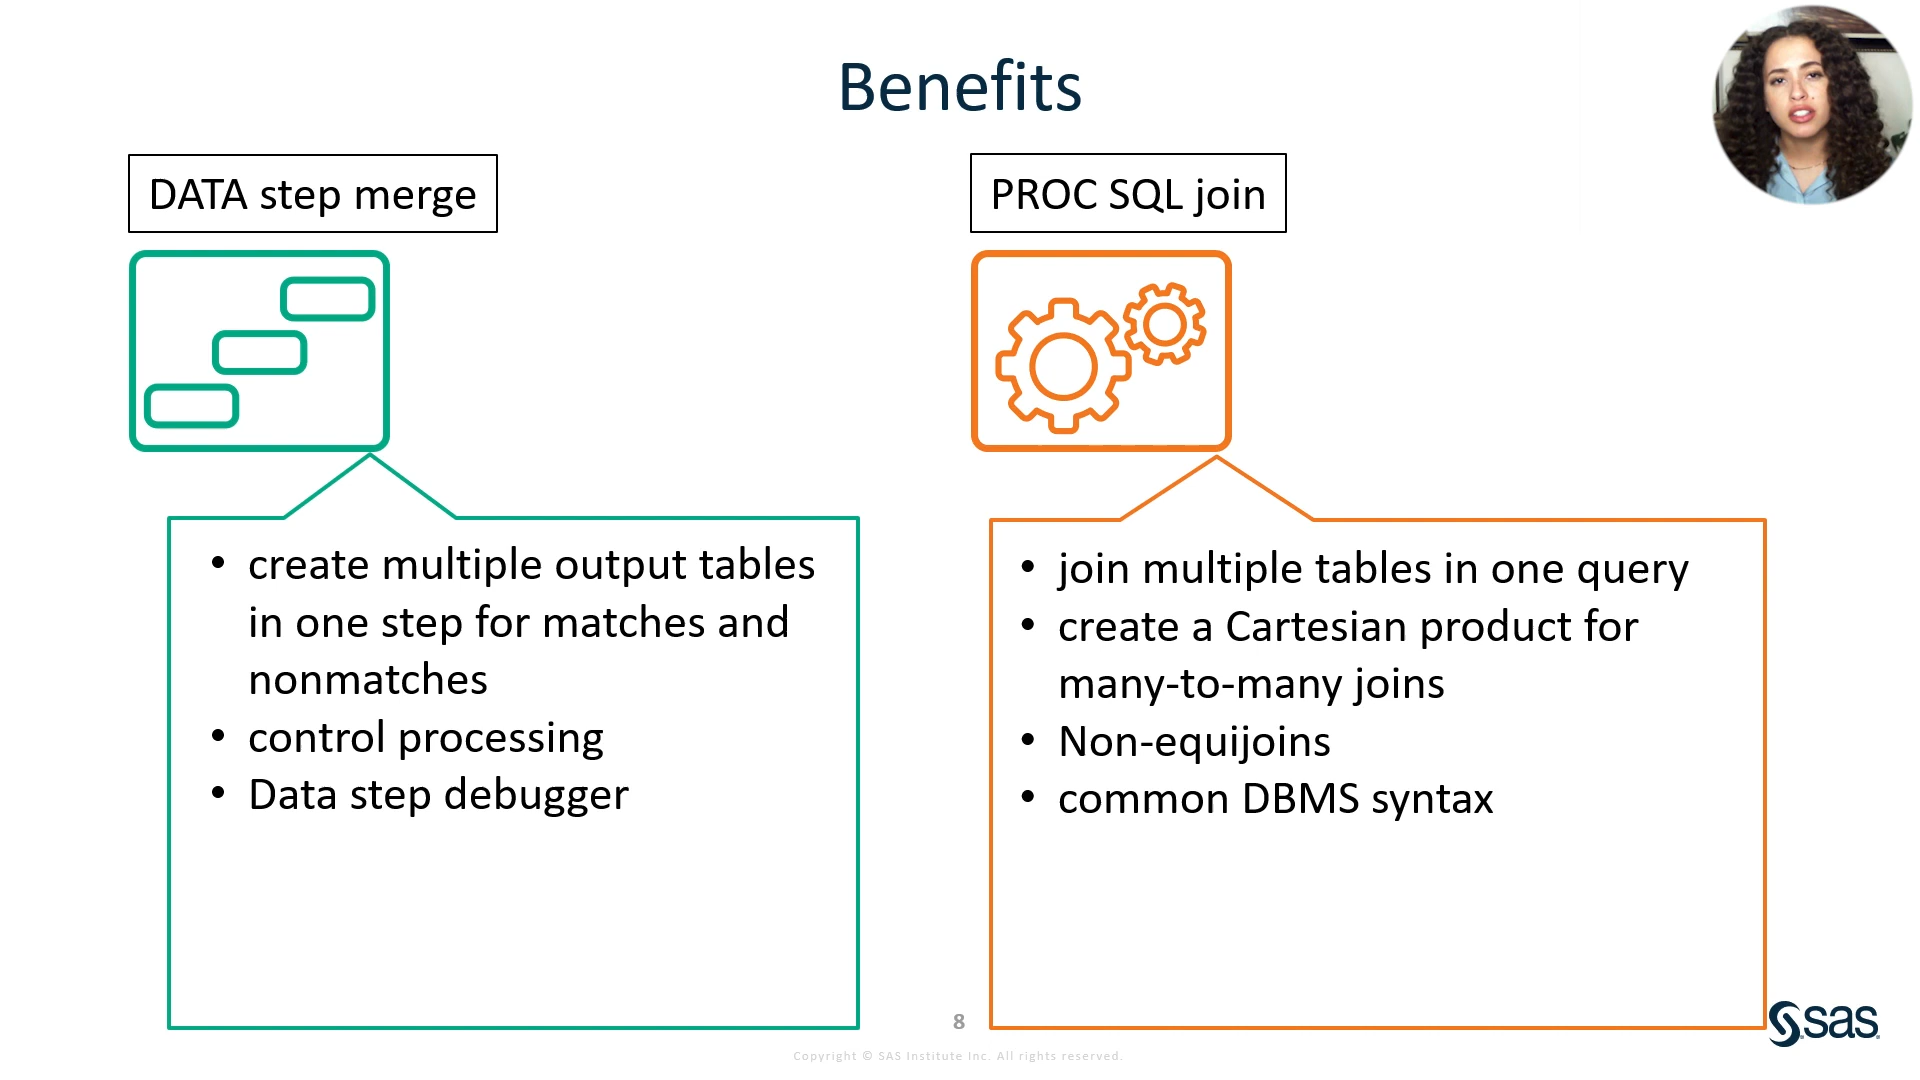 Benefits
DATA step merge
PROC SQL join
• create multiple output tables
in one step for matches and
nonmatches
• control processing
• Data step debugger
• join multiple tables in one query
• create a Cartesian product for
many-to-many joins
• Non-equijoins
• common DBMS syntax
8
sas
Copyright © SAS Institute Inc. All rights reserved.